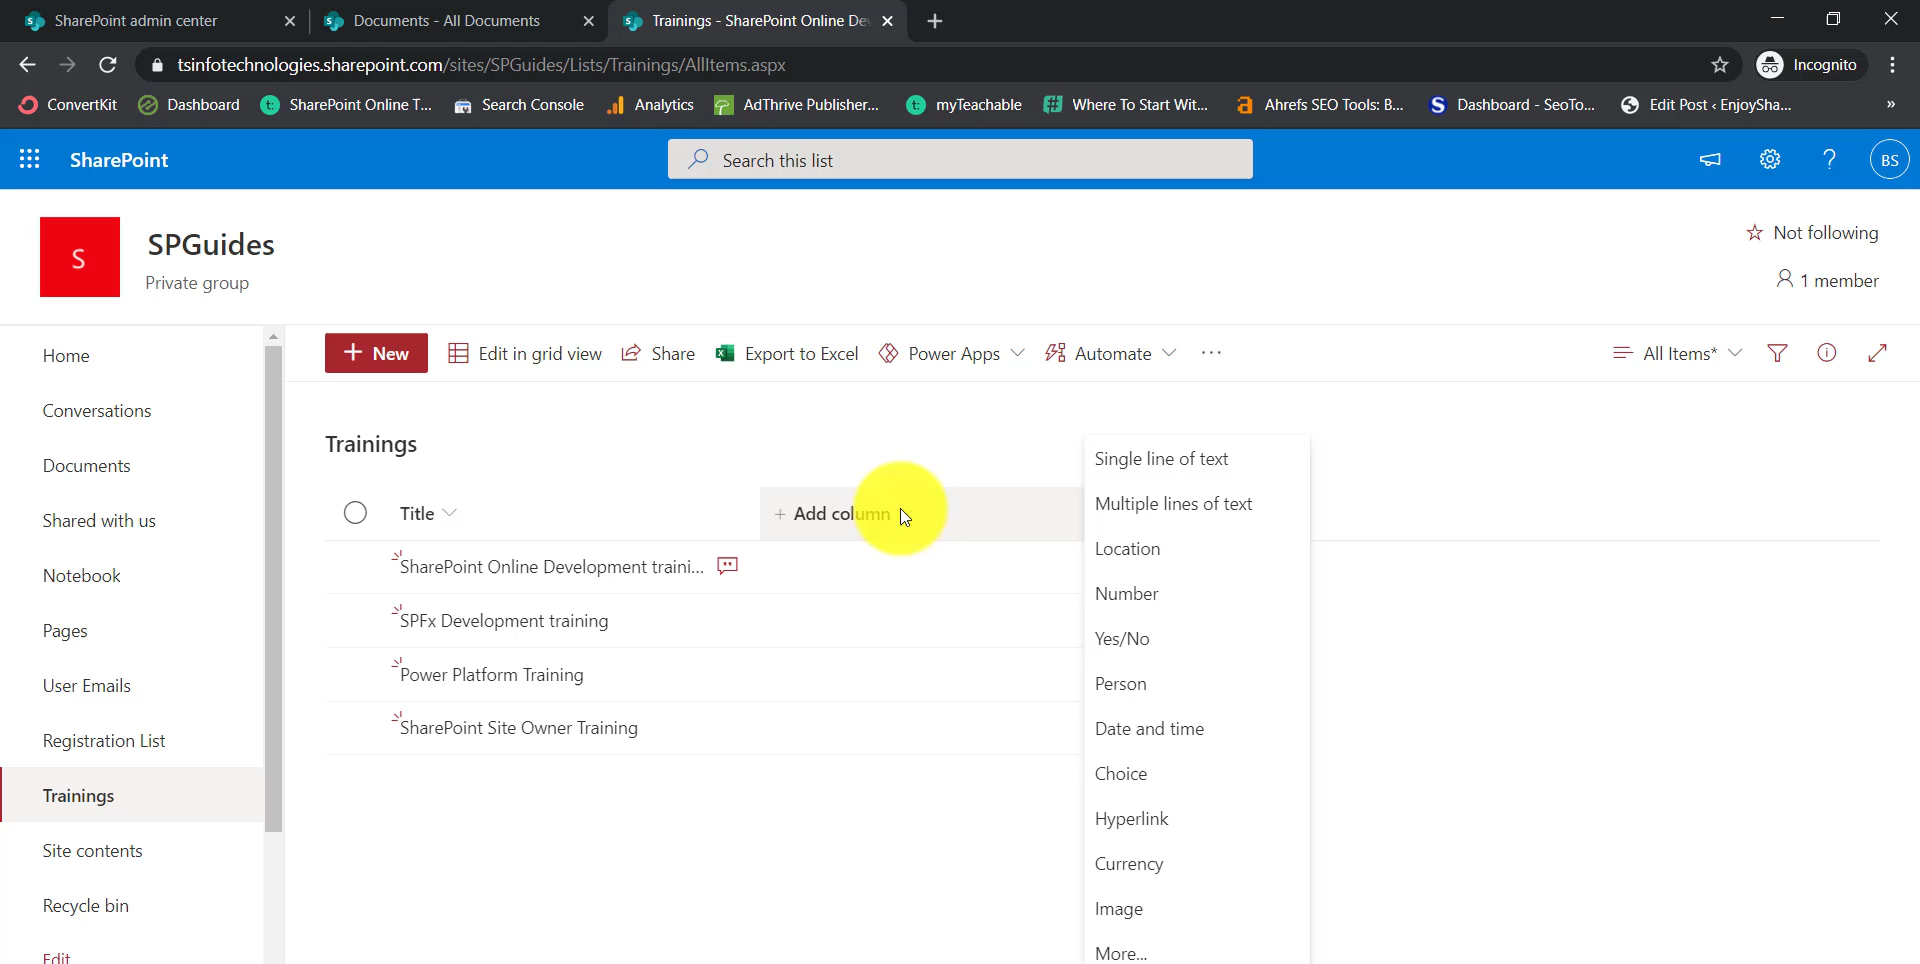 SharePoint admin center
Documents - All Documents
Trainings - SharePoint Online De
tsinfotechnologies.sharepoint.com/sites/SPGuides/Lists/Trainings/AllItems.aspx
Incognito
ConvertKit
Dashboard
SharePoint Online T...
Search Console
Analytics
AdThrive Publisher...
myTeachable
Where To Start Wit...
Ahrefs SEO Tools: B...
Dashboard - SeoTo...
Edit Post ‹ EnjoySha...
SharePoint
Search this list
BS
S
SPGuides
Private group
Not following
1 member
Home
Conversations
Documents
Shared with us
Notebook
Pages
User Emails
Registration List
Trainings
Site contents
Recycle bin
Edit
+ New
Edit in grid view
Share
Export to Excel
Power Apps
Automate
...
All Items*
Trainings
Title
+ Add column
SharePoint Online Development traini...
SPFx Development training
Power Platform Training
SharePoint Site Owner Training
Single line of text
Multiple lines of text
Location
Number
Yes/No
Person
Date and time
Choice
Hyperlink
Currency
Image
More...